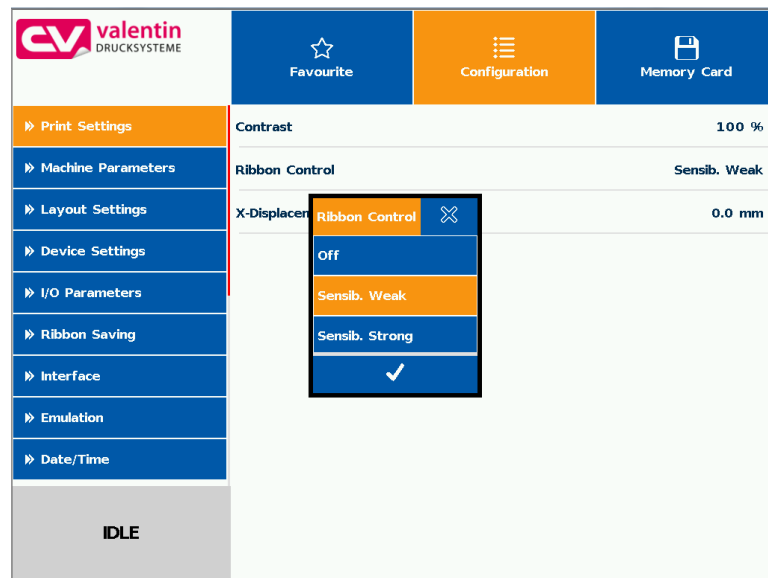 CV valentin
DRUCKSYSTEME
Favourite
Configuration
Memory Card
Print Settings
Machine Parameters
Layout Settings
Device Settings
I/O Parameters
Ribbon Saving
Interface
Emulation
Date/Time
IDLE
Contrast 100 %
Ribbon Control Sensib. Weak
X-Displacem 0.0 mm
Ribbon Control
Off
Sensib. Weak
Sensib. Strong